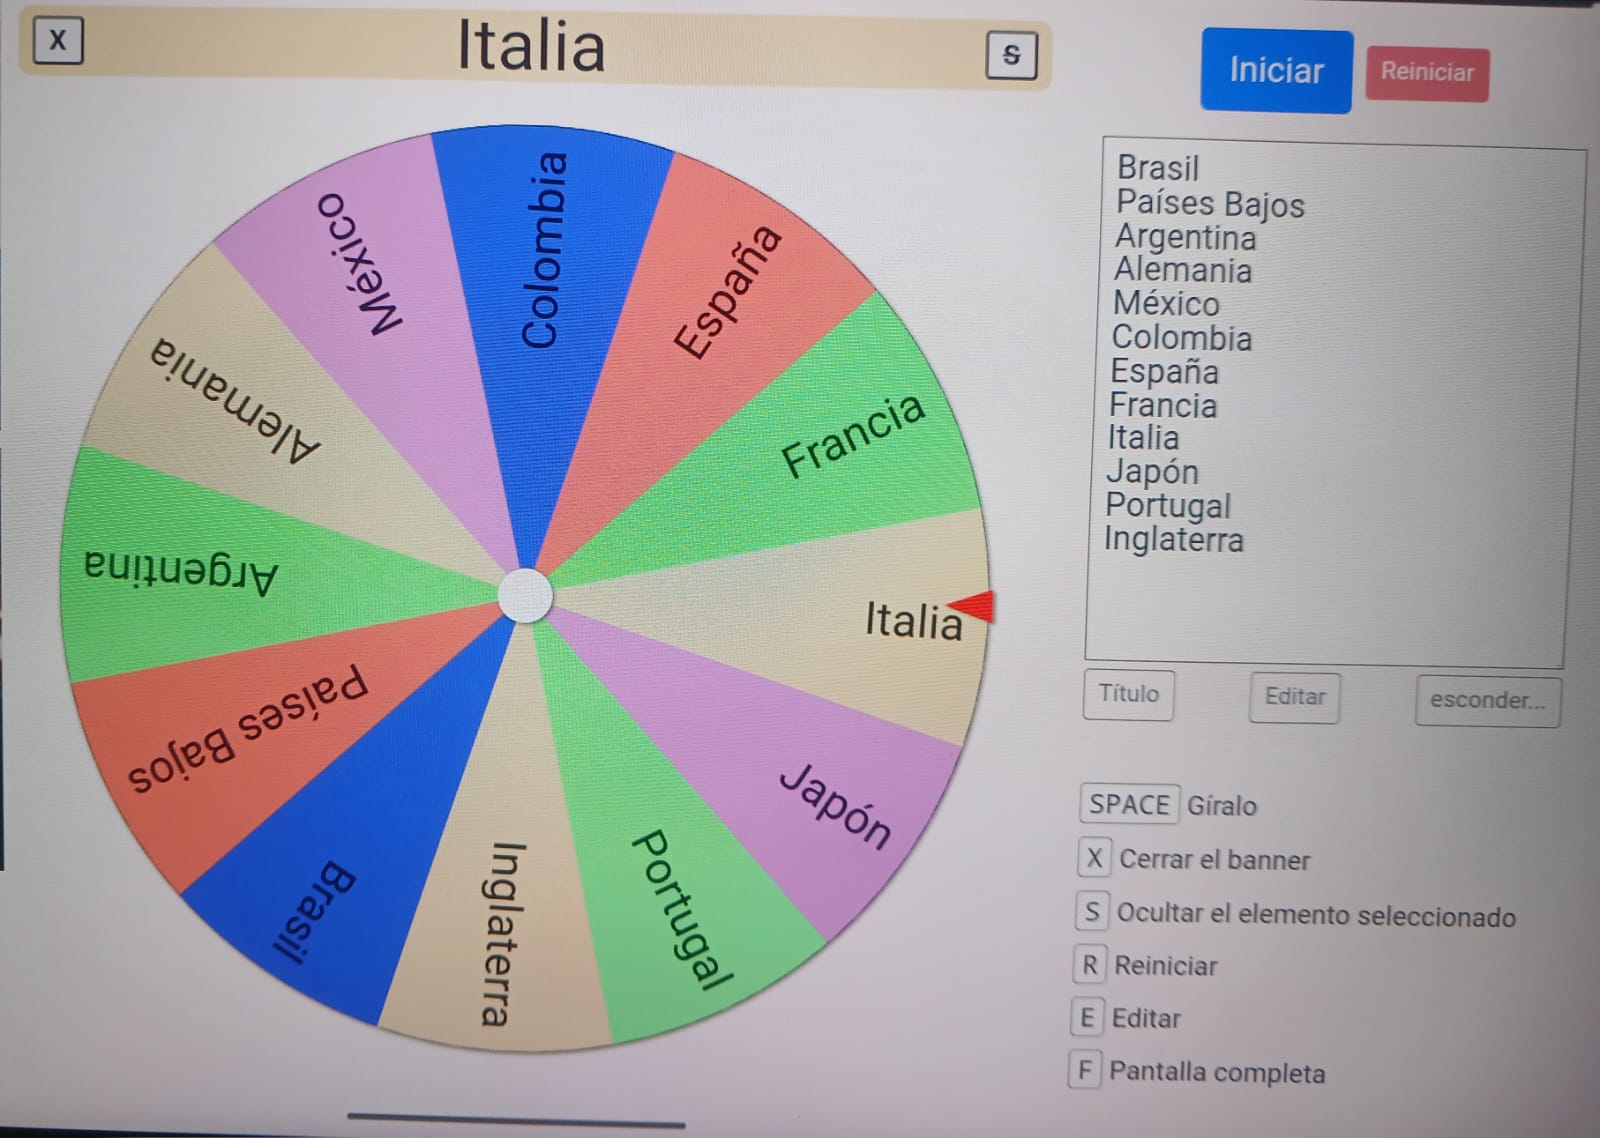 X
Italia
S
Iniciar
Reiniciar
Colombia
España
Francia
Italia
Japón
Portugal
Inglaterra
Brasil
Países Bajos
Argentina
Alemania
México
Brasil
Países Bajos
Argentina
Alemania
México
Colombia
España
Francia
Italia
Japón
Portugal
Inglaterra
Título
Editar
esconder...
SPACE Gíralo
X Cerrar el banner
S Ocultar el elemento seleccionado
R Reiniciar
E Editar
F Pantalla completa